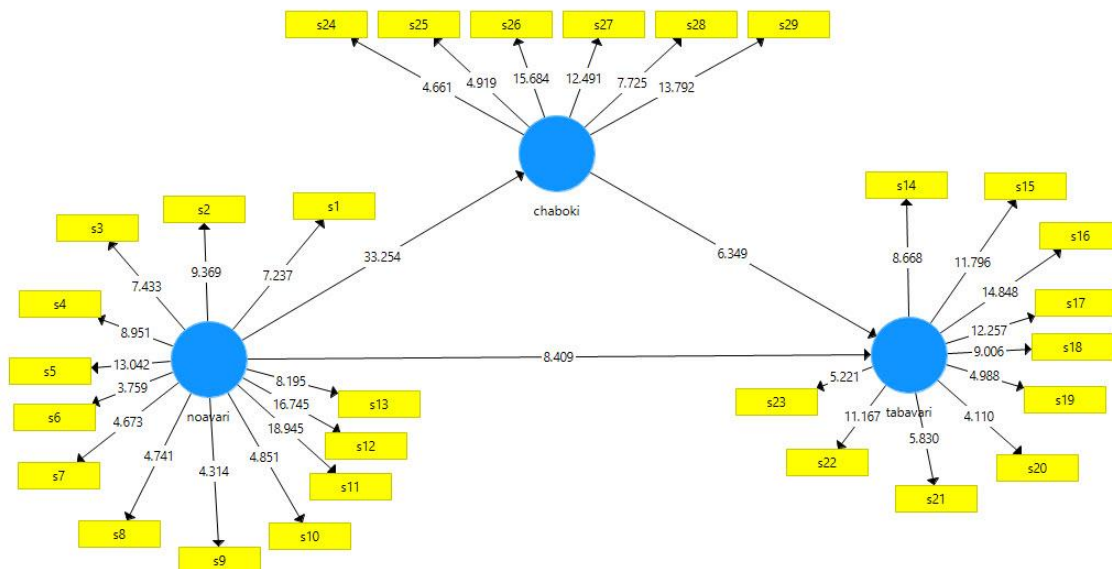 s24
s25
s26
s27
s28
s29
4.661
4.919
15.684
12.491
7.725
13.792
chaboki
s3
s2
s1
s4
s5
s6
s7
s8
s9
s10
s11
s12
s13
7.433
9.369
7.237
8.951
13.042
3.759
4.673
4.741
4.314
4.851
18.945
16.745
8.195
noavari
33.254
6.349
8.409
s14
s15
s16
s17
s18
s19
s20
s21
s22
s23
8.668
11.796
14.848
12.257
9.006
4.988
4.110
5.830
11.167
5.221
tabavari